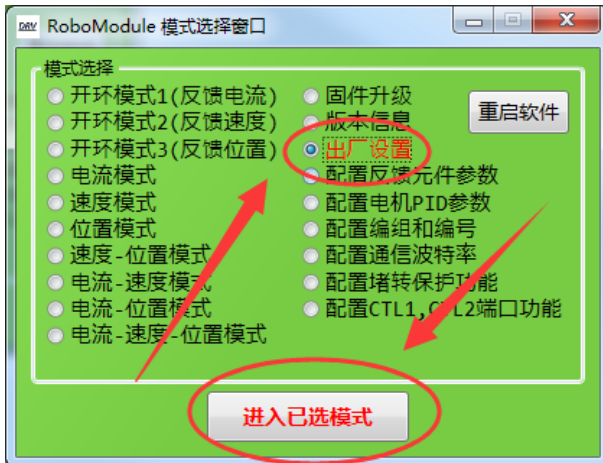 DRV RoboModule 模式选择窗口
模式选择
开环模式1(反馈电流)
开环模式2(反馈速度)
开环模式3(反馈位置)
电流模式
速度模式
位置模式
速度-位置模式
电流-速度模式
电流-位置模式
电流-速度-位置模式
固件升级
版本信息
出厂设置
配置反馈元件参数
配置电机PID参数
配置编组和编号
配置通信波特率
配置堵转保护功能
配置CTL1,CTL2端口功能
重启软件
进入已选模式